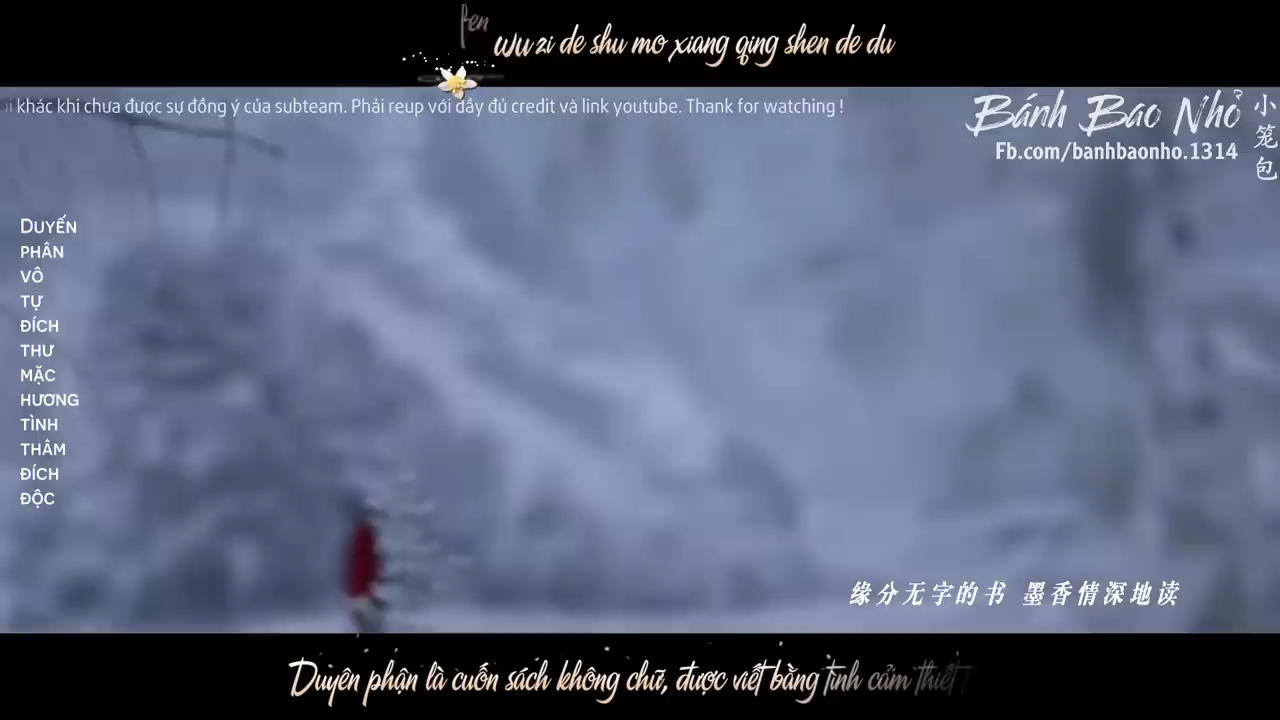 fen wu zi de shu mo xiang qing shen de du
khác khi chưa được sự đồng ý của subteam. Phải reup với đầy đủ credit và link youtube. Thank for watching !
Bánh Bao Nhỏ
小笼包
Fb.com/banhbaonho.1314
DUYẾN
PHÂN
VÔ
TỰ
ĐÍCH
THƯ
MẶC
HƯƠNG
TÌNH
THÂM
ĐÍCH
ĐỘC
缘分无字的书 墨香情深地读
Duyên phận là cuốn sách không chữ, được viết bằng tình cảm thiết